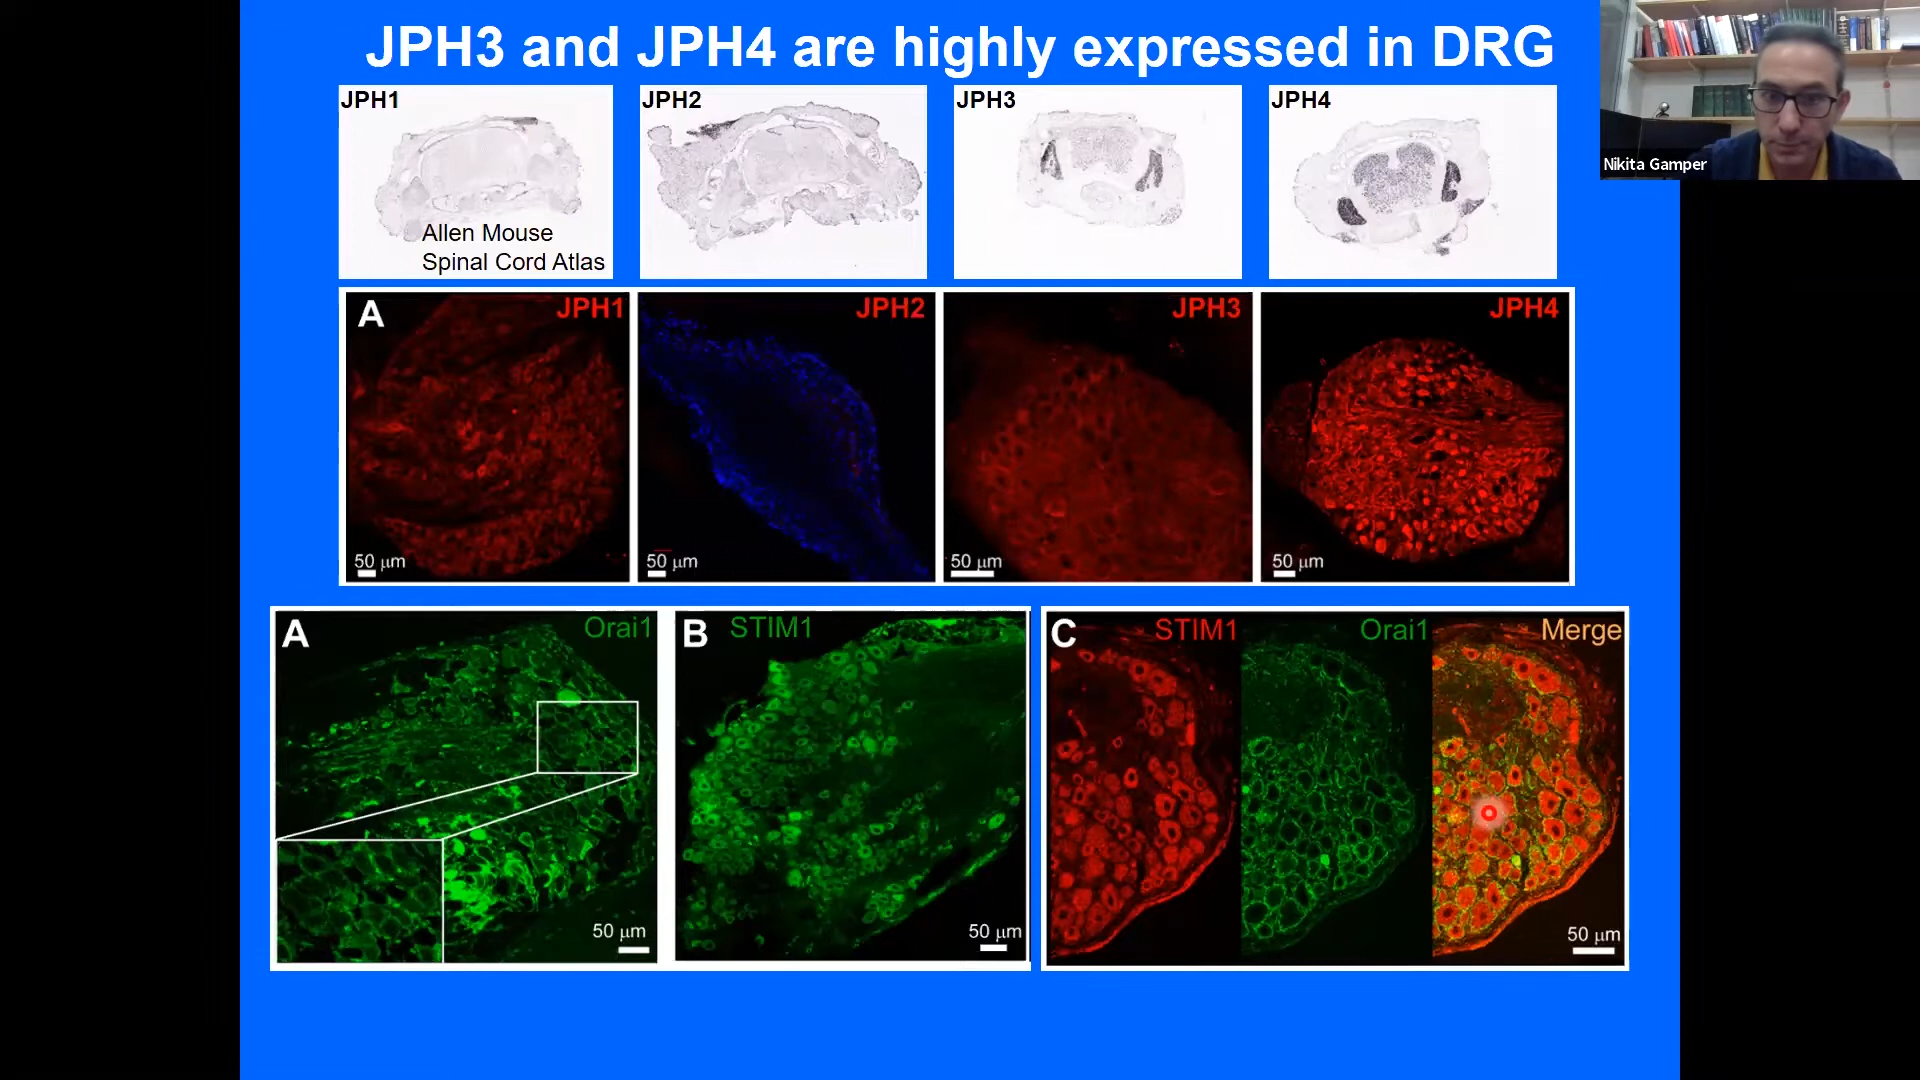 JPH3 and JPH4 are highly expressed in DRG
JPH1
JPH2
JPH3
JPH4
Allen Mouse
Spinal Cord Atlas
Nikita Gamper
A
JPH1
JPH2
JPH3
JPH4
50 μm
50 μm
50 μm
50 μm
A
Orai1
B
STIM1
C
STIM1
Orai1
Merge
50 μm
50 μm
50 μm